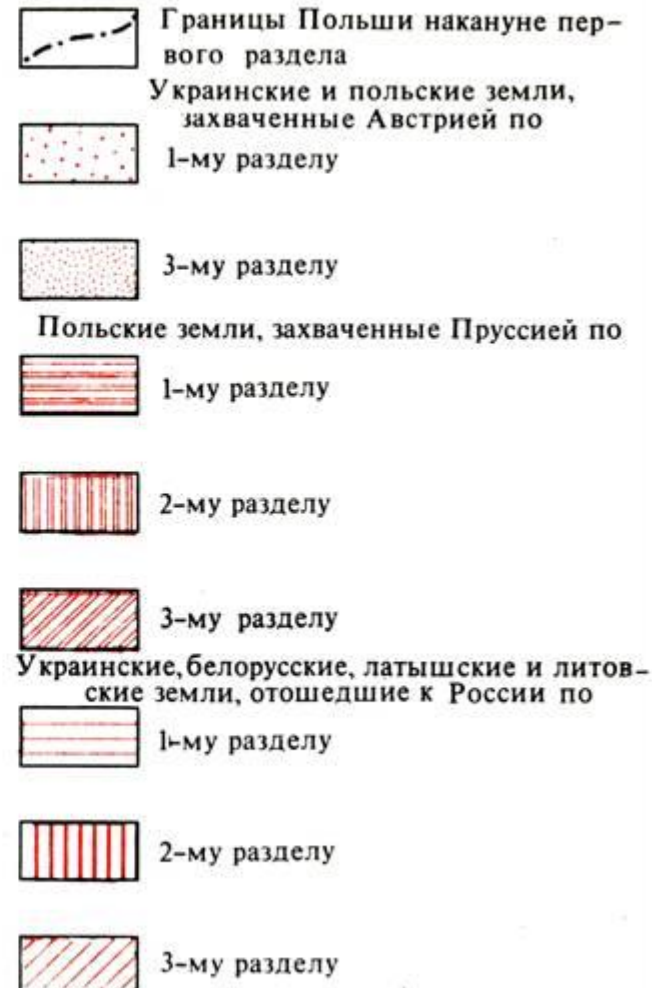 Границы Польши накануне пер-
вого раздела
Украинские и польские земли,
захваченные Австрией по
1-му разделу
3-му разделу
Польские земли, захваченные Пруссией по
1-му разделу
2-му разделу
3-му разделу
Украинские, белорусские, латышские и литов-
ские земли, отошедшие к России по
1-му разделу
2-му разделу
3-му разделу